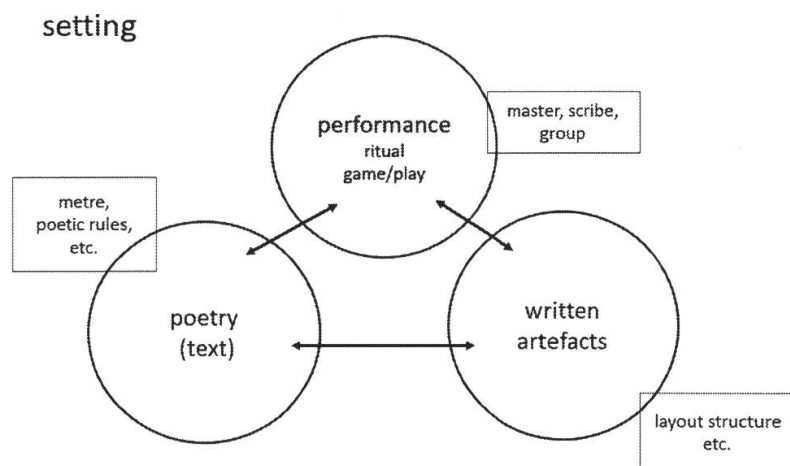 setting
performance
ritual
game/play
master, scribe,
group
metre,
poetic rules,
etc.
poetry
(text)
written
artefacts
layout structure
etc.